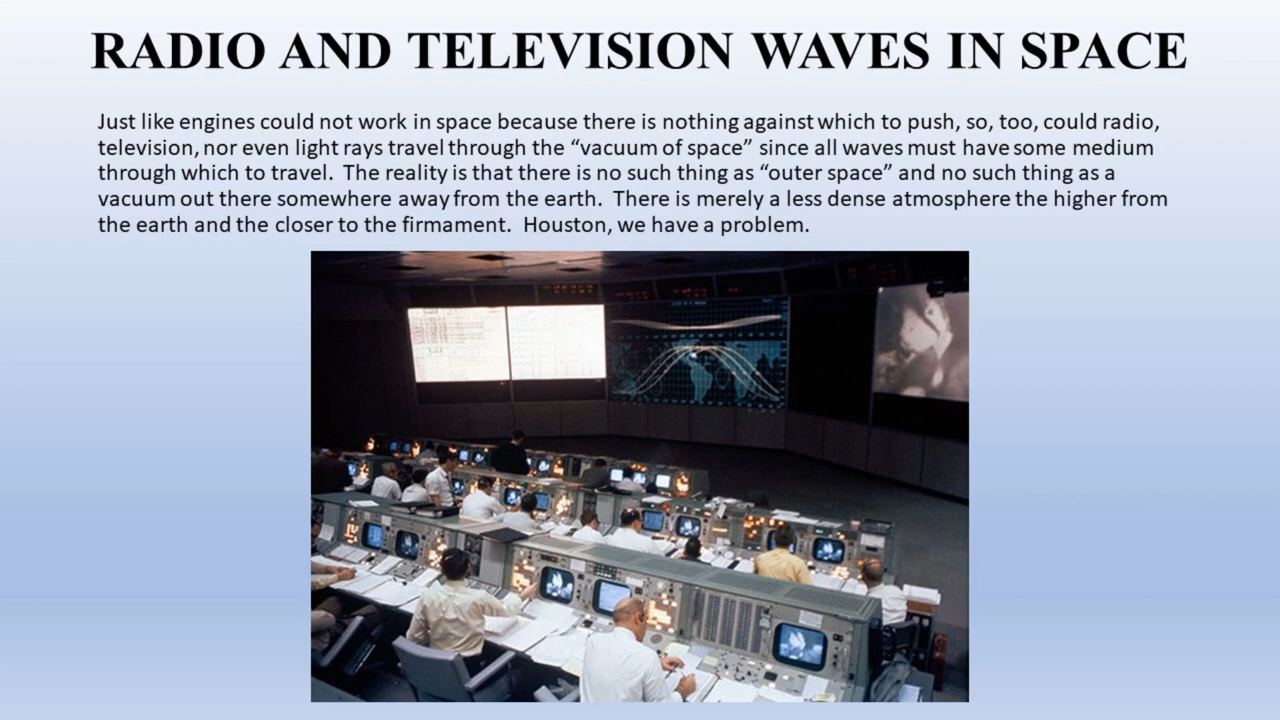 RADIO AND TELEVISION WAVES IN SPACE
Just like engines could not work in space because there is nothing against which to push, so, too, could radio,
television, nor even light rays travel through the “vacuum of space” since all waves must have some medium
through which to travel.  The reality is that there is no such thing as “outer space” and no such thing as a
vacuum out there somewhere away from the earth.  There is merely a less dense atmosphere the higher from
the earth and the closer to the firmament.  Houston, we have a problem.